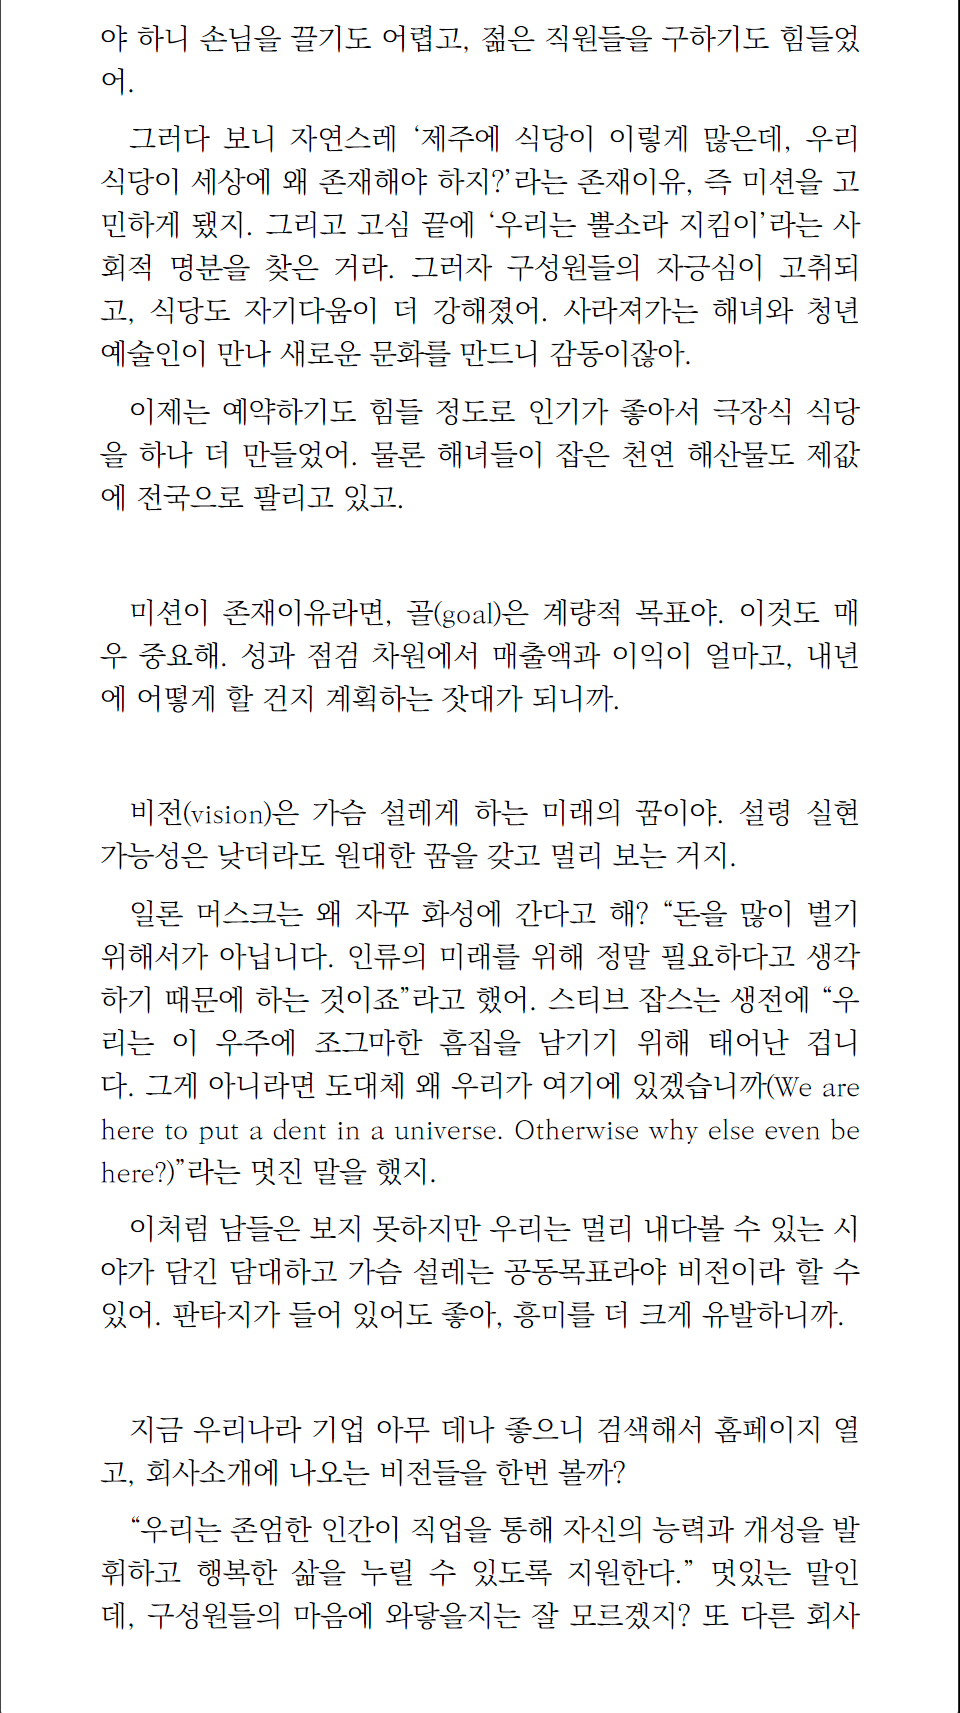 야 하니 손님을 끌기도 어렵고, 젊은 직원들을 구하기도 힘들었
어.
그러다 보니 자연스레 ‘제주에 식당이 이렇게 많은데, 우리
식당이 세상에 왜 존재해야 하지?’라는 존재이유, 즉 미션을 고
민하게 됐지. 그리고 고심 끝에 ‘우리는 뿔소라 지킴이’라는 사
회적 명분을 찾은 거라. 그러자 구성원들의 자긍심이 고취되
고, 식당도 자기다움이 더 강해졌어. 사라져가는 해녀와 청년
예술인이 만나 새로운 문화를 만드니 감동이잖아.
이제는 예약하기도 힘들 정도로 인기가 좋아서 극장식 식당
을 하나 더 만들었어. 물론 해녀들이 잡은 천연 해산물도 제값
에 전국으로 팔리고 있고.
미션이 존재이유라면, 골(goal)은 계량적 목표야. 이것도 매
우 중요해. 성과 점검 차원에서 매출액과 이익이 얼마고, 내년
에 어떻게 할 건지 계획하는 잣대가 되니까.
비전(vision)은 가슴 설레게 하는 미래의 꿈이야. 설령 실현
가능성은 낮더라도 원대한 꿈을 갖고 멀리 보는 거지.
일론 머스크는 왜 자꾸 화성에 간다고 해? “돈을 많이 벌기
위해서가 아닙니다. 인류의 미래를 위해 정말 필요하다고 생각
하기 때문에 하는 것이죠”라고 했어. 스티브 잡스는 생전에 “우
리는 이 우주에 조그마한 흠집을 남기기 위해 태어난 겁니
다. 그게 아니라면 도대체 왜 우리가 여기에 있겠습니까(We are
here to put a dent in a universe. Otherwise why else even be
here?)”라는 멋진 말을 했지.
이처럼 남들은 보지 못하지만 우리는 멀리 내다볼 수 있는 시
야가 담긴 담대하고 가슴 설레는 공동목표라야 비전이라 할 수
있어. 판타지가 들어 있어도 좋아, 흥미를 더 크게 유발하니까.
지금 우리나라 기업 아무 데나 좋으니 검색해서 홈페이지 열
고, 회사소개에 나오는 비전들을 한번 볼까?
“우리는 존엄한 인간이 직업을 통해 자신의 능력과 개성을 발
휘하고 행복한 삶을 누릴 수 있도록 지원한다.” 멋있는 말인
데, 구성원들의 마음에 와닿을지는 잘 모르겠지? 또 다른 회사